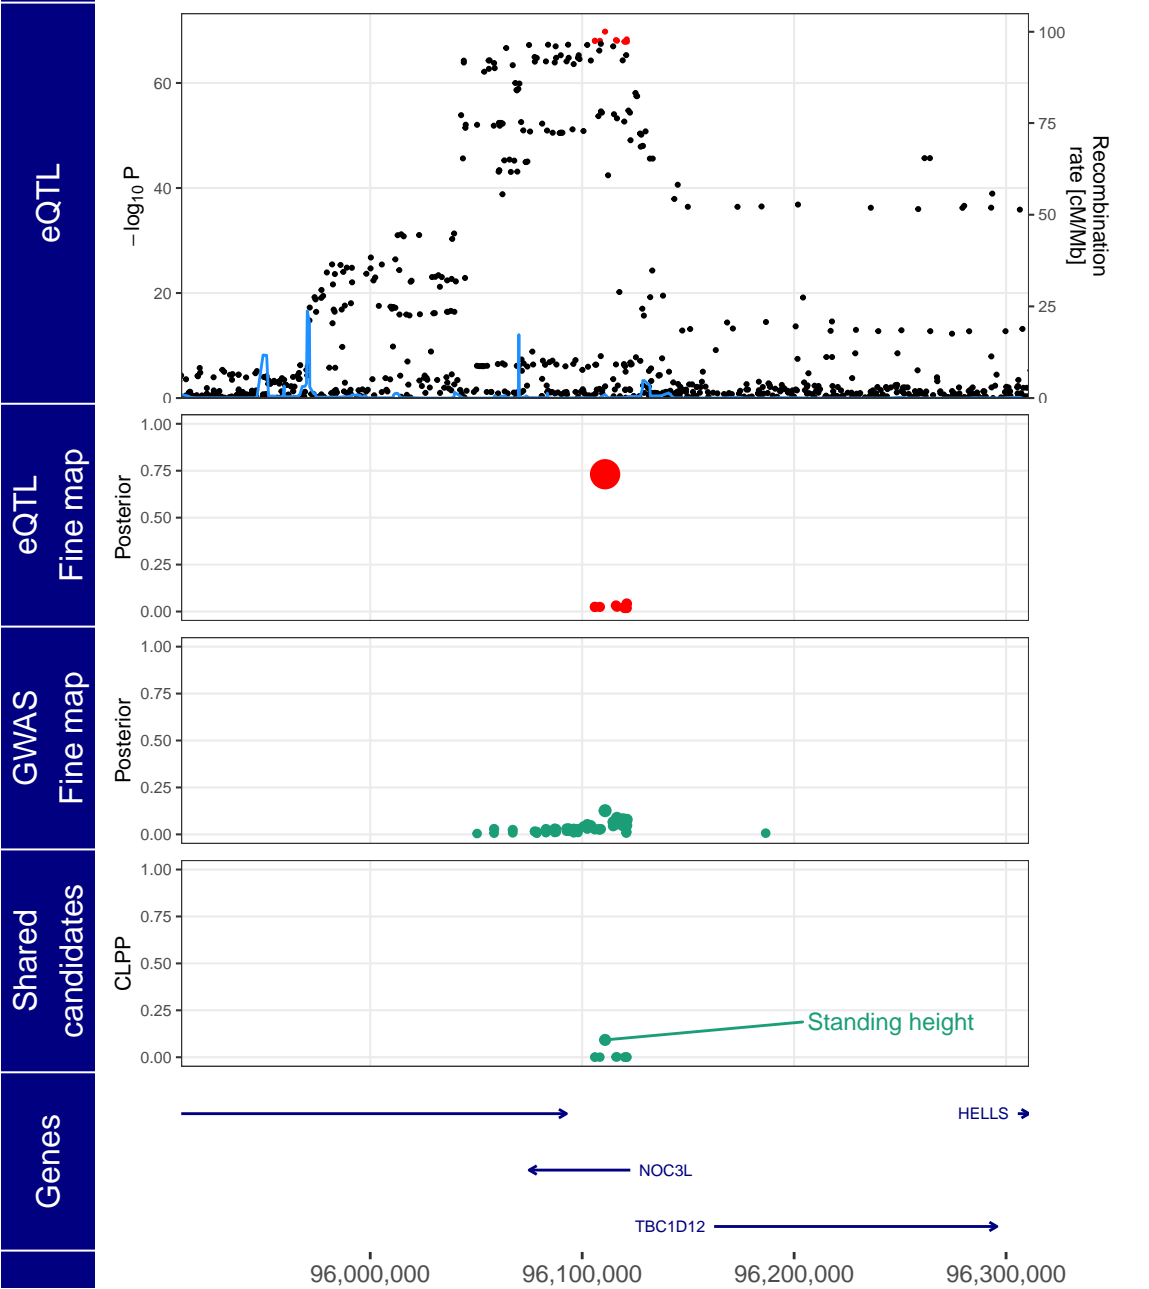 eQTL
−log10 P
0
20
40
60
0
25
50
75
100
Recombination
rate [cM/Mb]
eQTL
Fine map
Posterior
1.00
0.75
0.50
0.25
0.00
GWAS
Fine map
Posterior
1.00
0.75
0.50
0.25
0.00
Shared
candidates
CLPP
1.00
0.75
0.50
0.25
0.00
Standing height
Genes
HELLS
NOC3L
TBC1D12
96,000,000
96,100,000
96,200,000
96,300,000